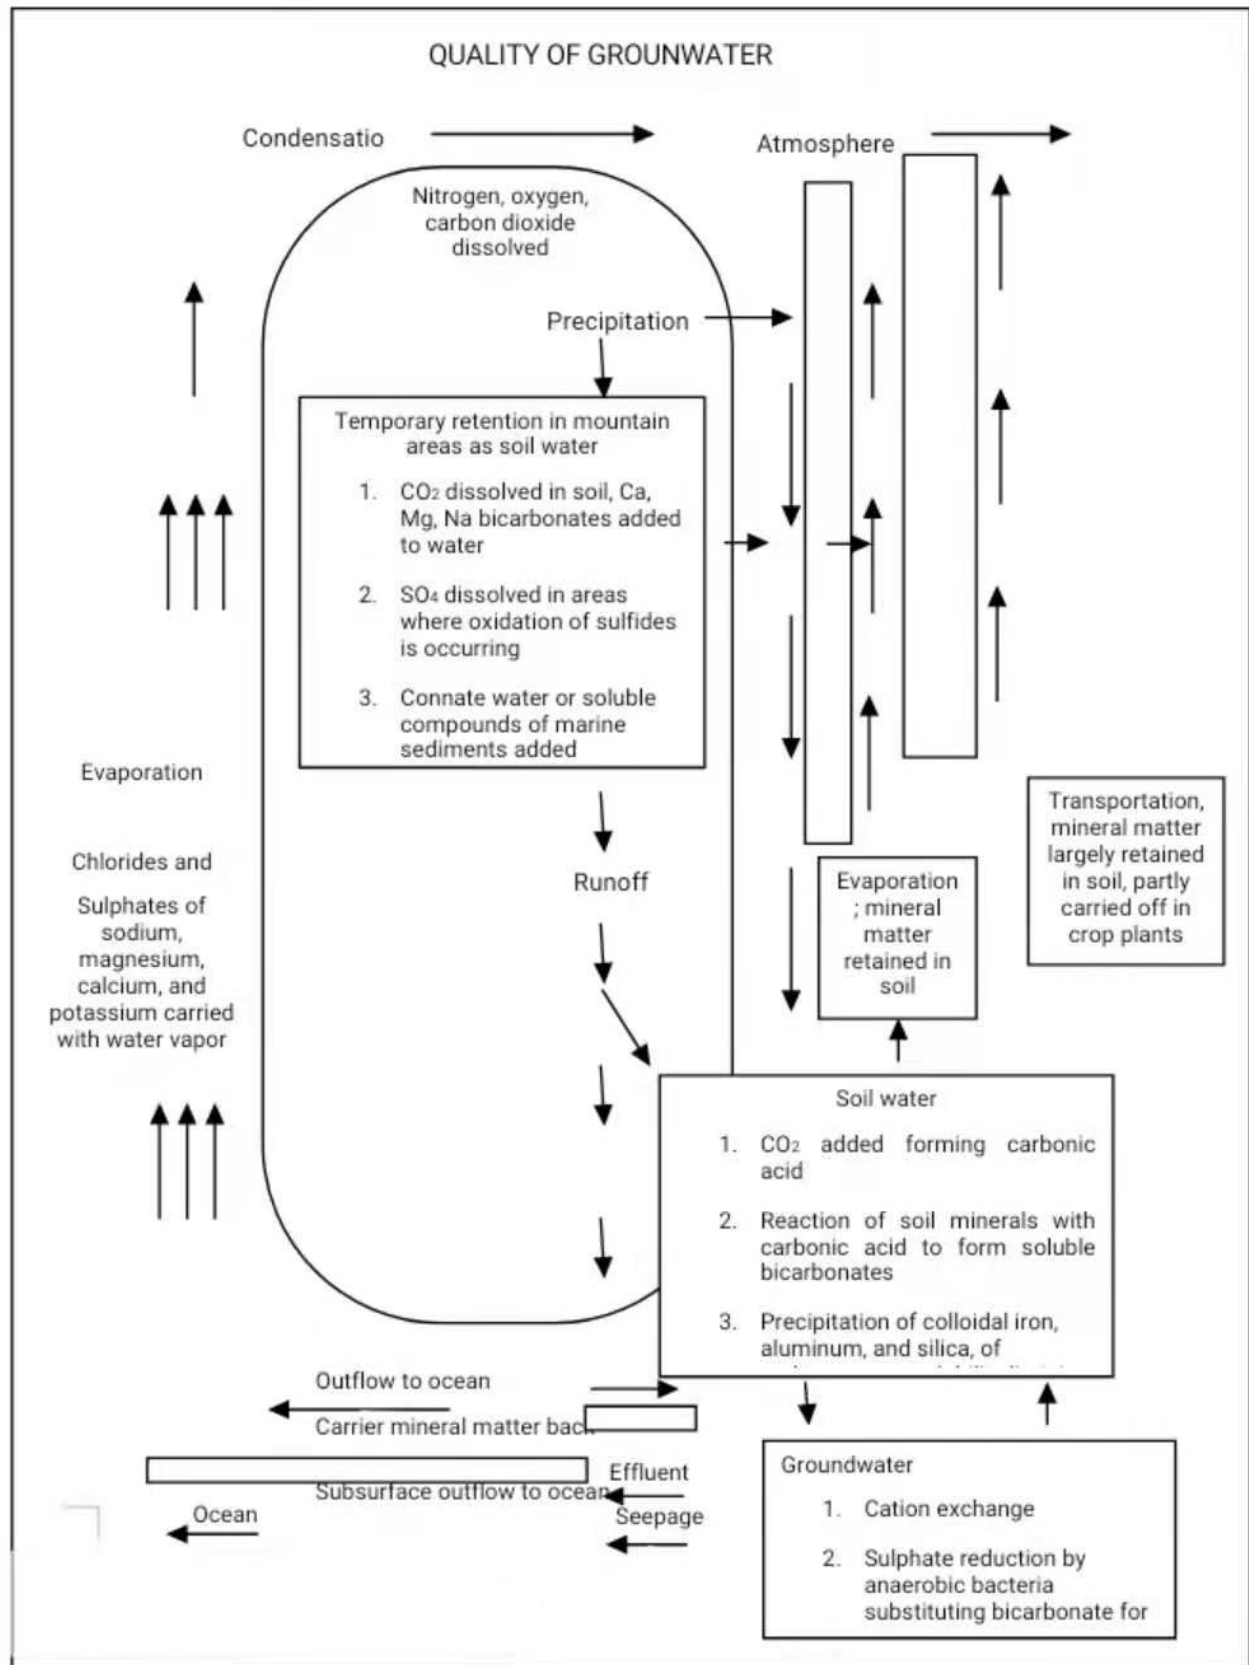 QUALITY OF GROUNWATER
Condensatio
Atmosphere
Nitrogen, oxygen,
carbon dioxide
dissolved
Precipitation
Temporary retention in mountain
areas as soil water
1. CO2 dissolved in soil, Ca,
Mg, Na bicarbonates added
to water
2. SO4 dissolved in areas
where oxidation of sulfides
is occurring
3. Connate water or soluble
compounds of marine
sediments added
Evaporation
Chlorides and
Sulphates of
sodium,
magnesium,
calcium, and
potassium carried
with water vapor
Runoff
Evaporation
; mineral
matter
retained in
soil
Transportation,
mineral matter
largely retained
in soil, partly
carried off in
crop plants
Soil water
1. CO2 added forming carbonic
acid
2. Reaction of soil minerals with
carbonic acid to form soluble
bicarbonates
3. Precipitation of colloidal iron,
aluminum, and silica, of
Outflow to ocean
Carrier mineral matter back
Subsurface outflow to ocean
Effluent
Seepage
Ocean
Groundwater
1. Cation exchange
2. Sulphate reduction by
anaerobic bacteria
substituting bicarbonate for